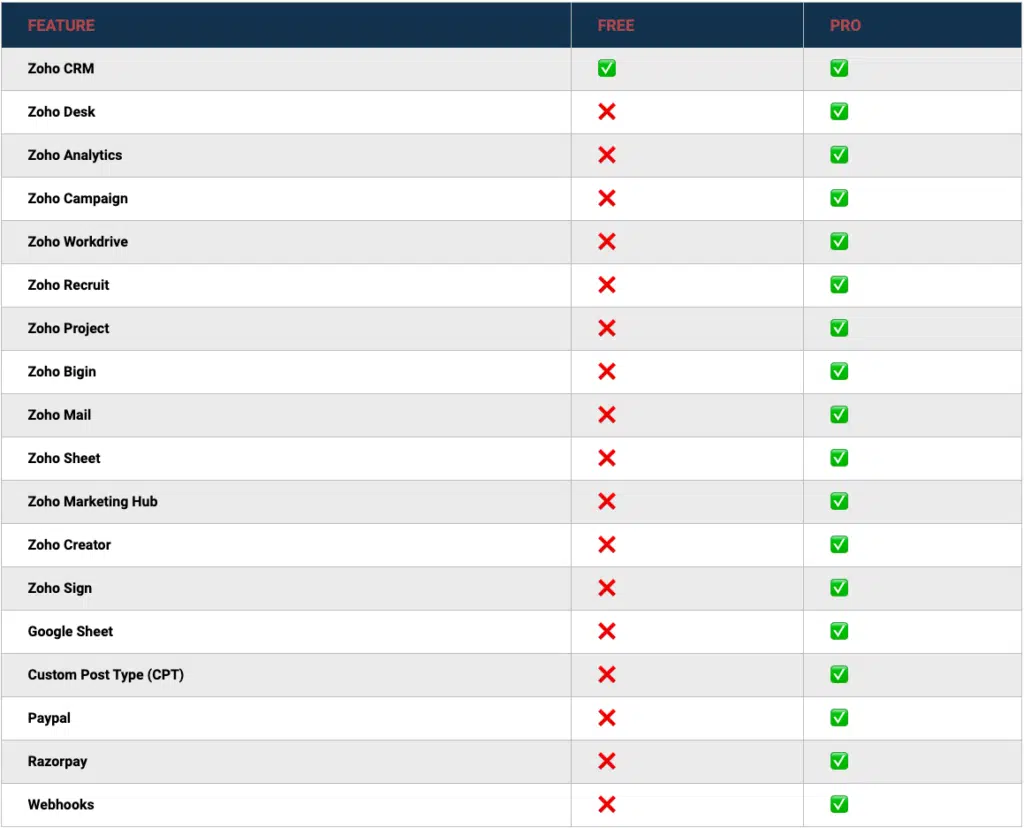 FEATURE FREE PRO
Zoho CRM ✅ ✅
Zoho Desk ❌ ✅
Zoho Analytics ❌ ✅
Zoho Campaign ❌ ✅
Zoho Workdrive ❌ ✅
Zoho Recruit ❌ ✅
Zoho Project ❌ ✅
Zoho Bigin ❌ ✅
Zoho Mail ❌ ✅
Zoho Sheet ❌ ✅
Zoho Marketing Hub ❌ ✅
Zoho Creator ❌ ✅
Zoho Sign ❌ ✅
Google Sheet ❌ ✅
Custom Post Type (CPT) ❌ ✅
Paypal ❌ ✅
Razorpay ❌ ✅
Webhooks ❌ ✅